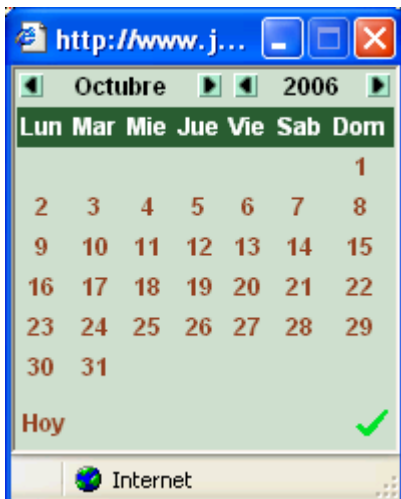 http://www.j...
Octubre 2006
Lun Mar Mie Jue Vie Sab Dom
1
2 3 4 5 6 7 8
9 10 11 12 13 14 15
16 17 18 19 20 21 22
23 24 25 26 27 28 29
30 31
Hoy
Internet